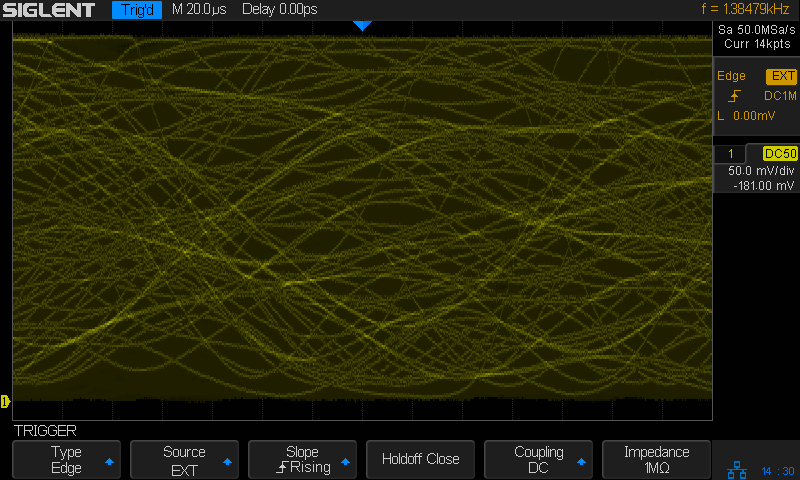 SIGLENT Trig'd M 20.0µs Delay 0.00ps f = 1.38479kHz
Sa 50.0MSa/s
Curr 14kpts
Edge EXT
DC1M
L 0.00mV
1 DC50
50.0 mV/div
-181.00 mV
1
TRIGGER
Type Source Slope Holdoff Close Coupling Impedance
Edge EXT Rising DC 1MΩ
14 : 30